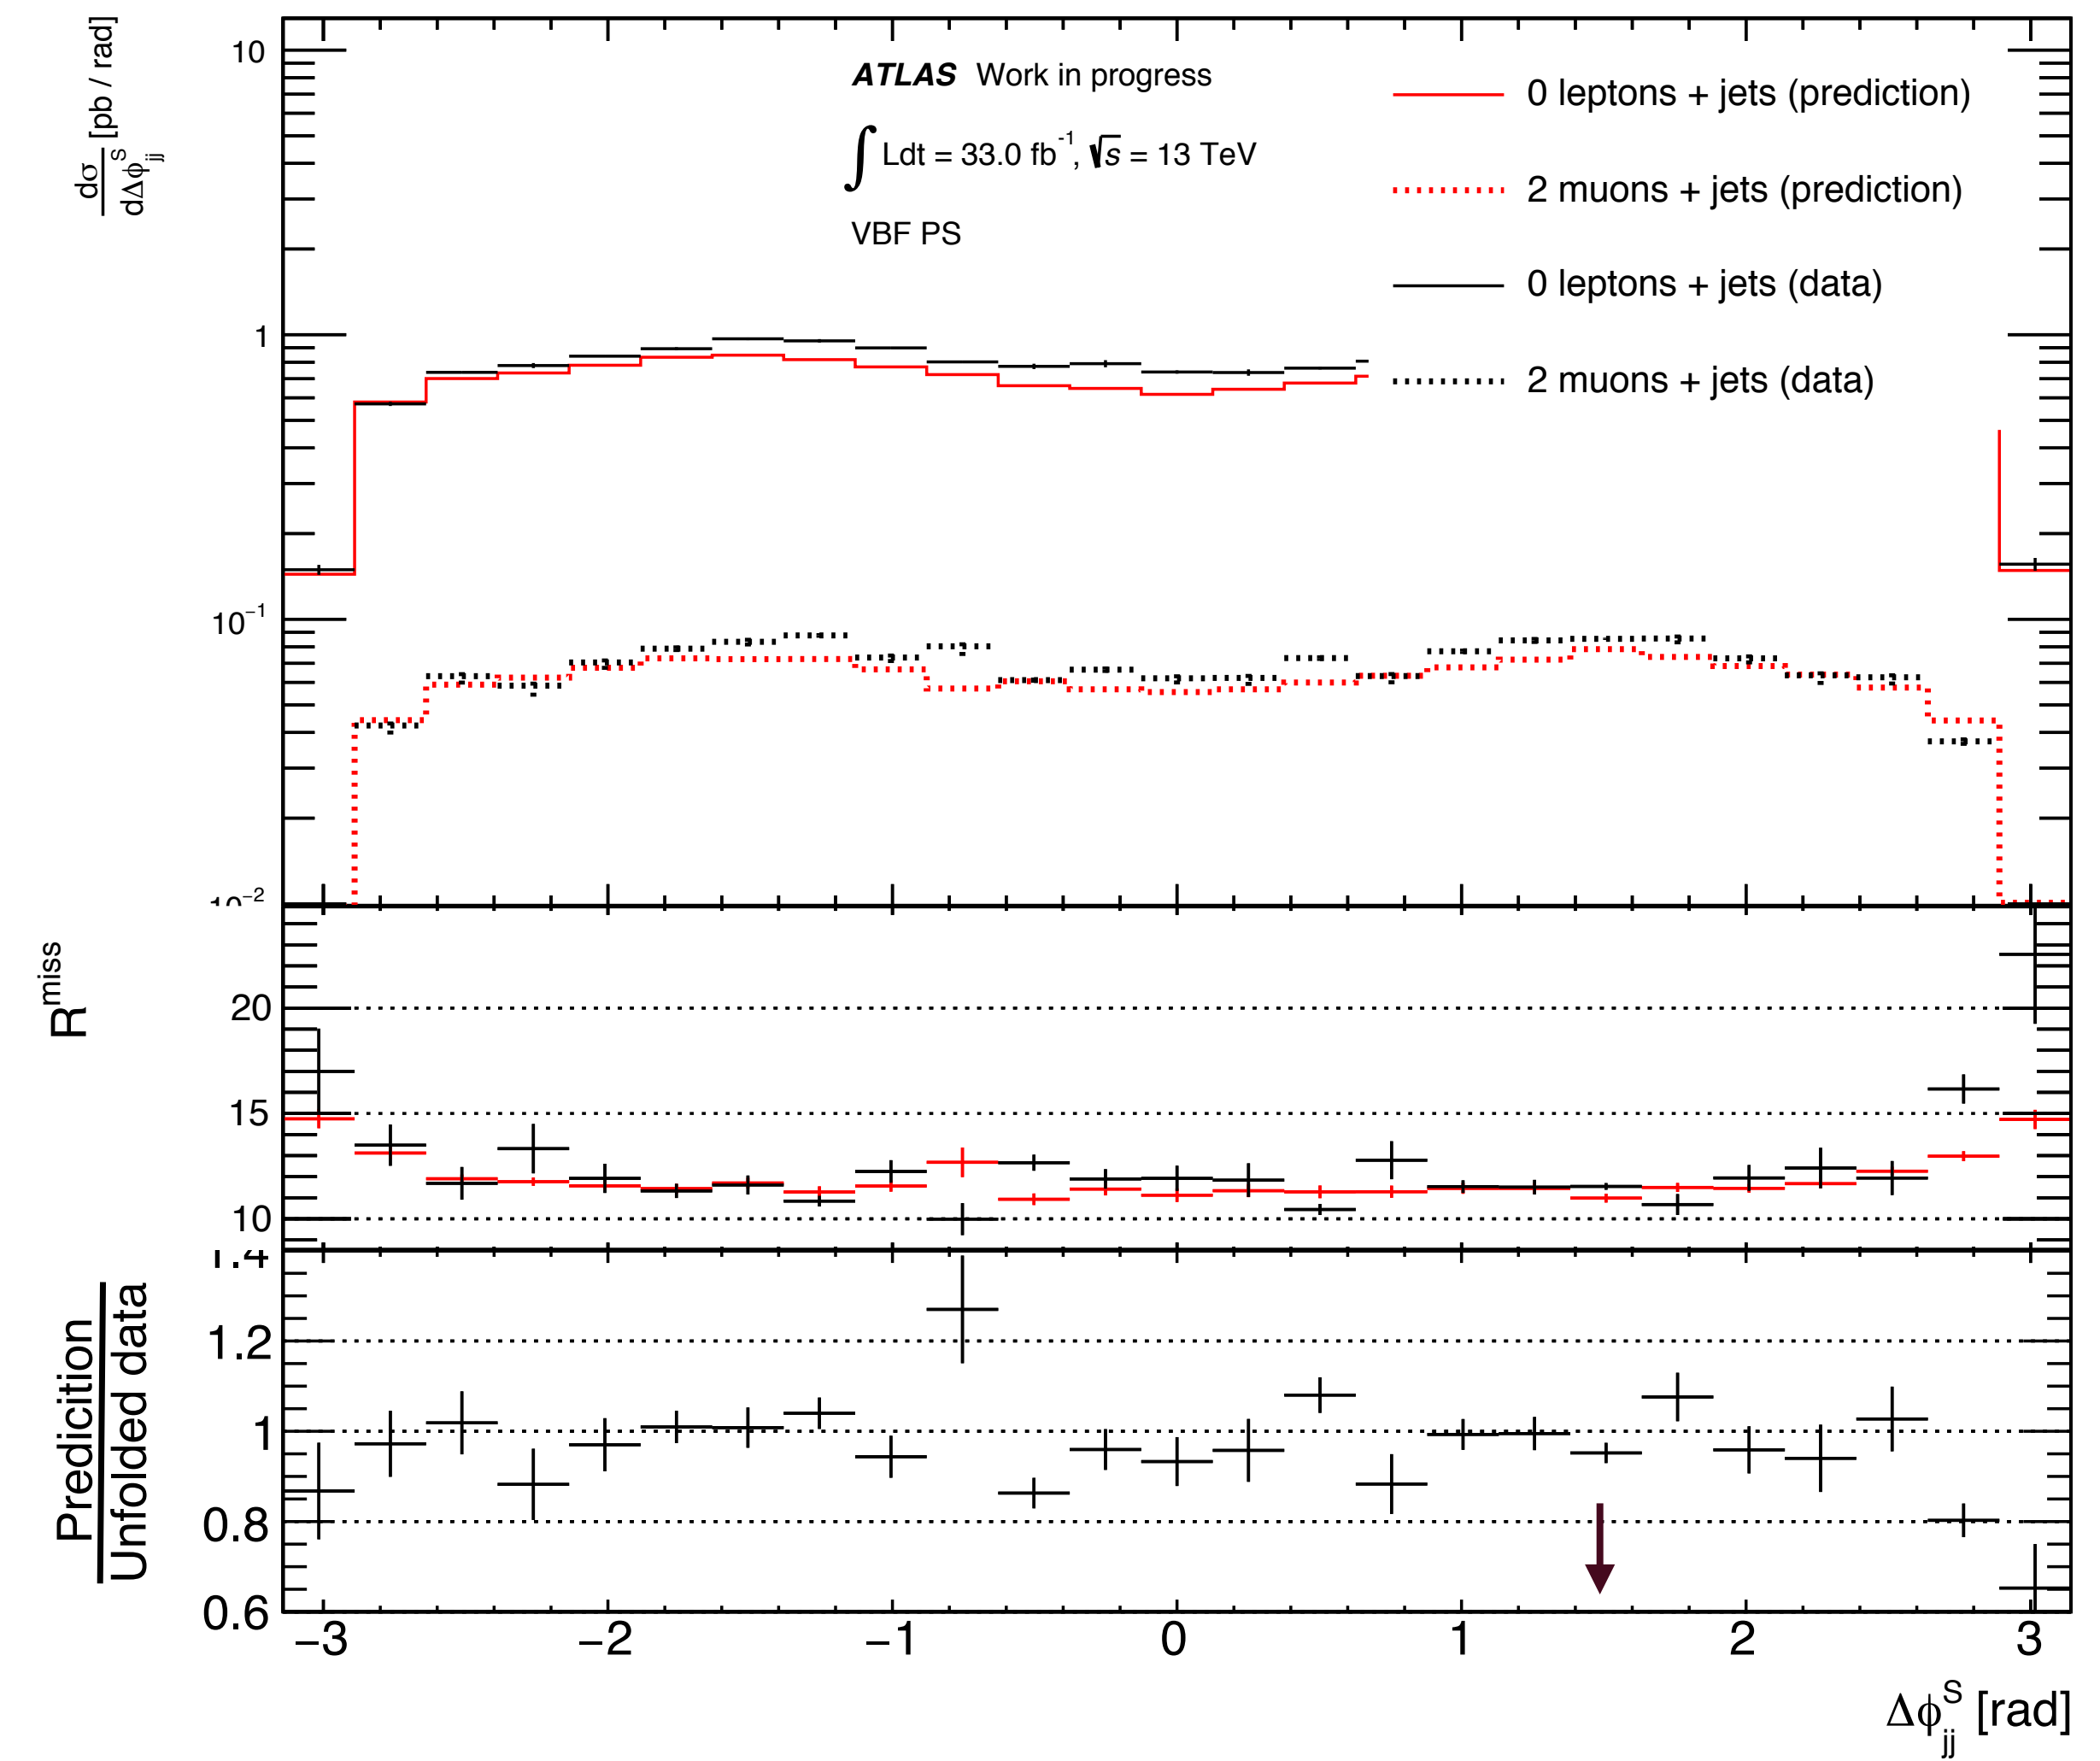 dσ
dΔϕ^S_jj [pb / rad]
10
1
10^−1
10^−2
ATLAS Work in progress
∫ Ldt = 33.0 fb^-1, √s = 13 TeV
VBF PS
0 leptons + jets (prediction)
2 muons + jets (prediction)
0 leptons + jets (data)
2 muons + jets (data)
R^miss
20
15
10
Predicition
Unfolded data
1.4
1.2
1
0.8
0.6
−3 −2 −1 0 1 2 3
Δϕ^S_jj [rad]